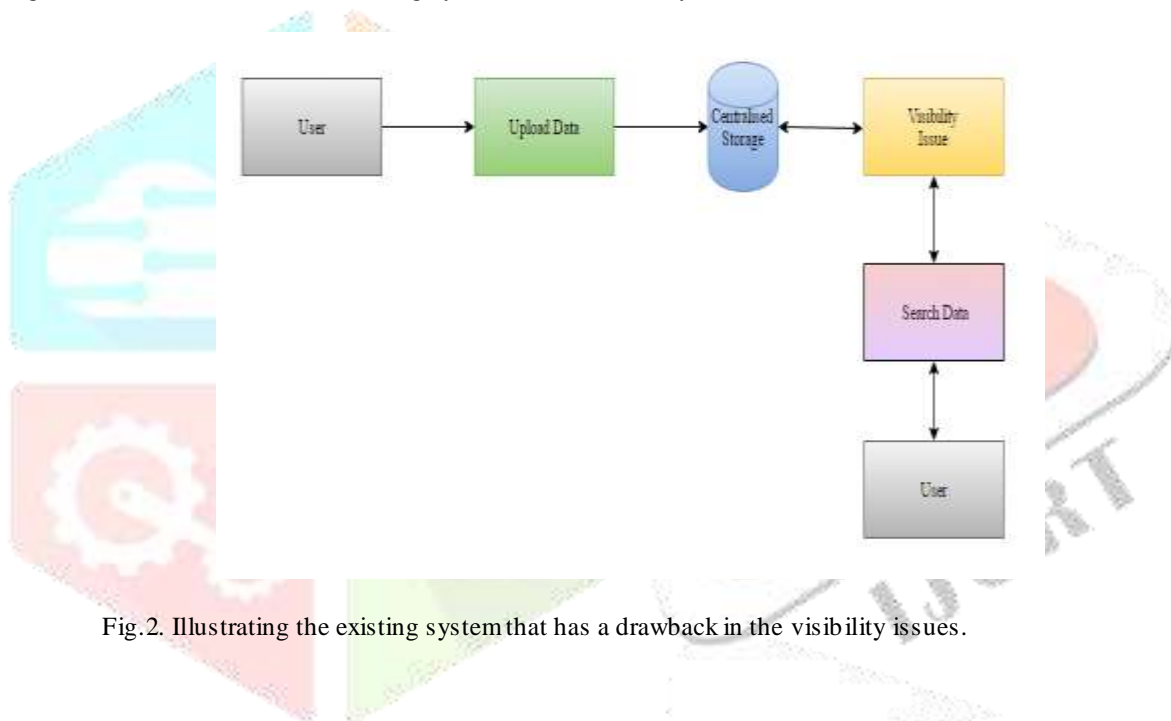 User
Upload Data
Centralised
Storage
Visibility
Issue
Search Data
User
Fig.2. Illustrating the existing system that has a drawback in the visibility issues.